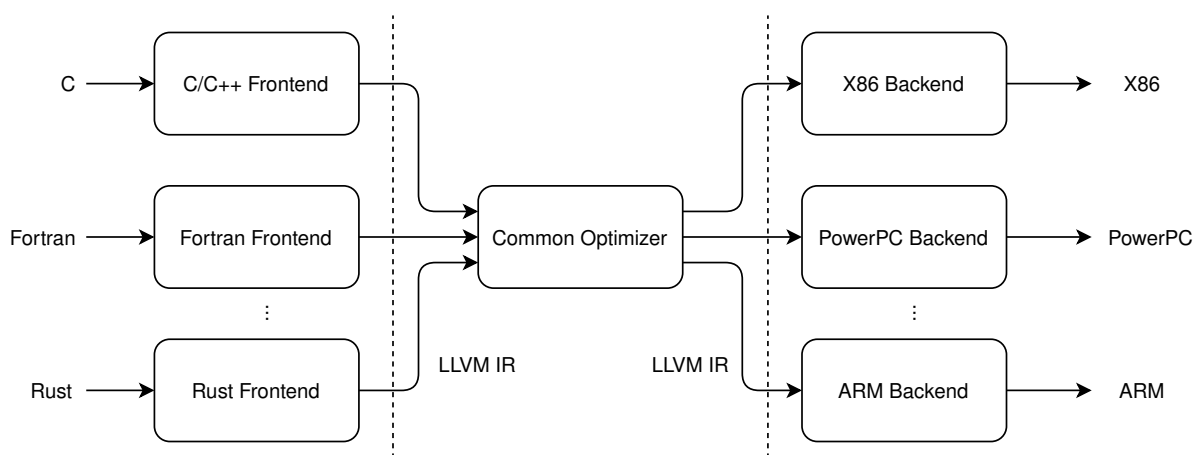 C
C/C++ Frontend
X86 Backend
X86
Fortran
Fortran Frontend
Common Optimizer
PowerPC Backend
PowerPC
...
...
Rust
Rust Frontend
LLVM IR
LLVM IR
ARM Backend
ARM